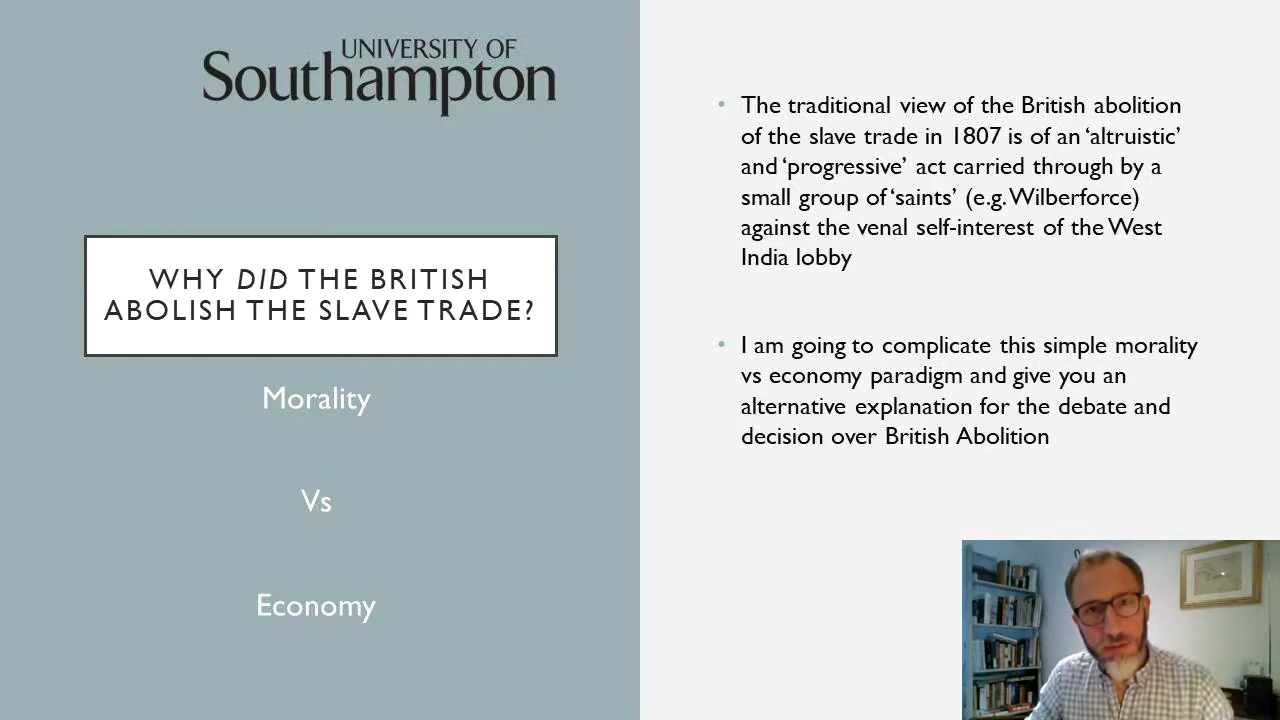 UNIVERSITY OF
Southampton
WHY DID THE BRITISH
ABOLISH THE SLAVE TRADE?
Morality
Vs
Economy
• The traditional view of the British abolition
of the slave trade in 1807 is of an ‘altruistic’
and ‘progressive’ act carried through by a
small group of ‘saints’ (e.g. Wilberforce)
against the venal self-interest of the West
India lobby
• I am going to complicate this simple morality
vs economy paradigm and give you an
alternative explanation for the debate and
decision over British Abolition